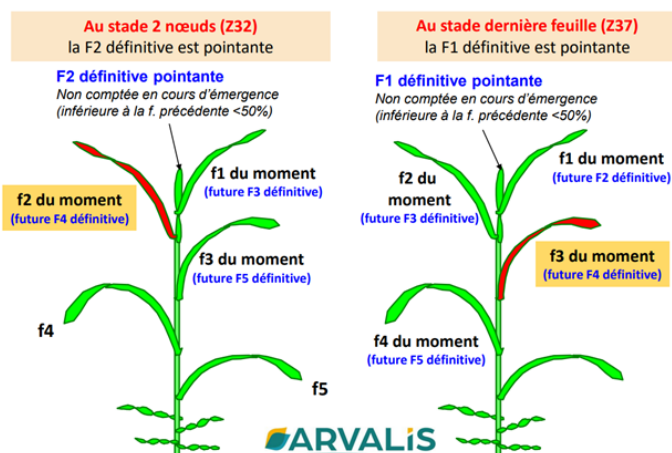 Au stade 2 nœuds (Z32)
la F2 définitive est pointante
F2 définitive pointante
Non comptée en cours d'émergence
(inférieure à la f. précédente <50%)
f1 du moment
(future F3 définitive)
f2 du moment
(future F4 définitive)
f3 du moment
(future F5 définitive)
f4
f5
Au stade dernière feuille (Z37)
la F1 définitive est pointante
F1 définitive pointante
Non comptée en cours d'émergence
(inférieure à la f. précédente <50%)
f1 du moment
(future F2 définitive)
f2 du
moment
(future F3 définitive)
f3 du moment
(future F4 définitive)
f4 du moment
(future F5 définitive)
ARVALIS